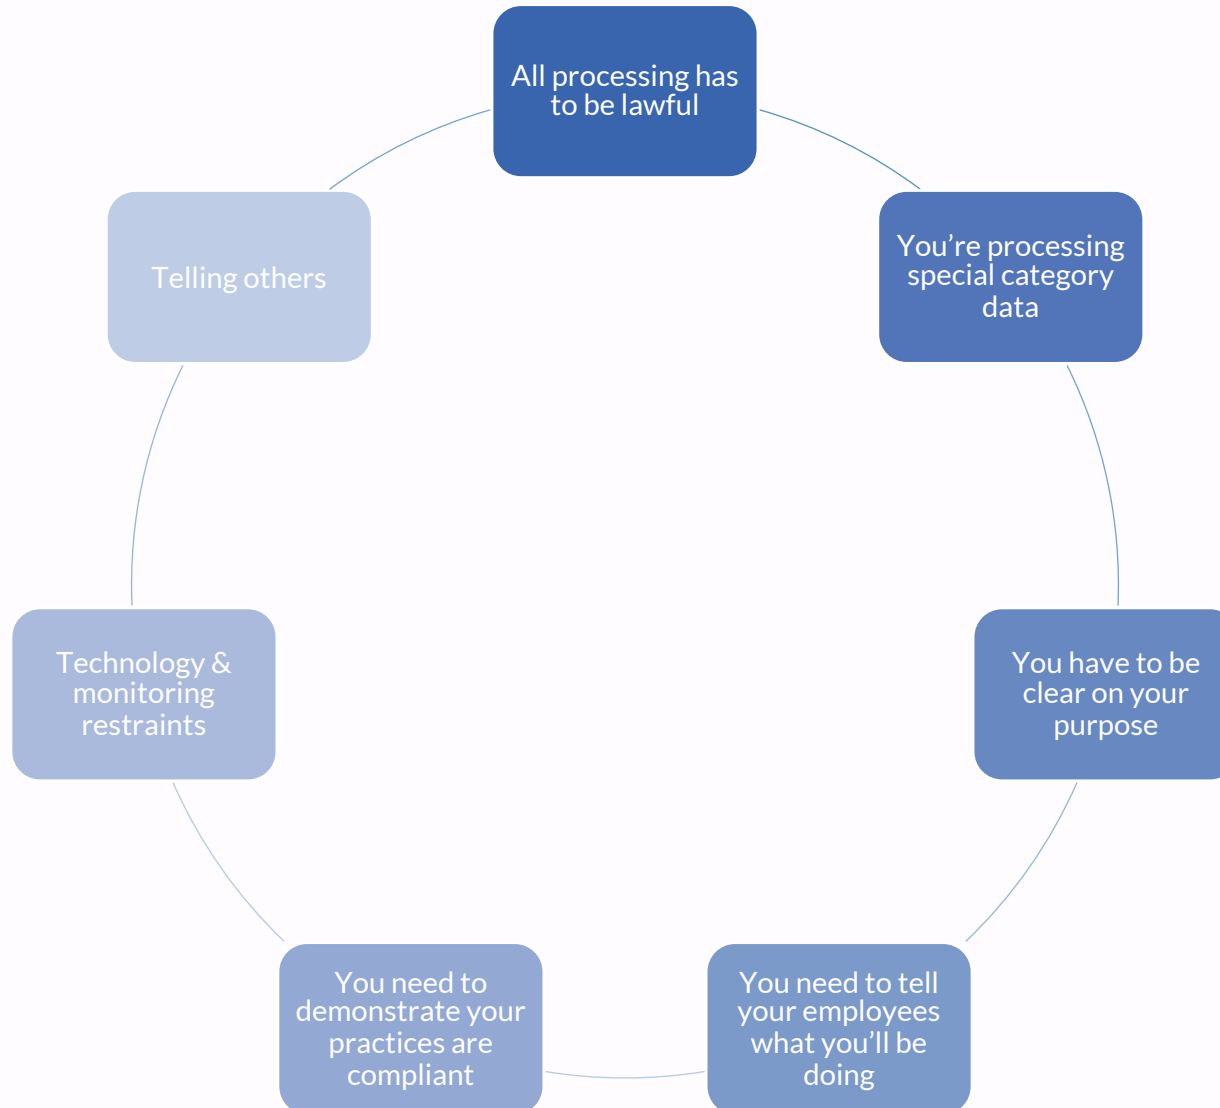 All processing has
to be lawful
You’re processing
special category
data
You have to be
clear on your
purpose
You need to tell
your employees
what you’ll be
doing
You need to
demonstrate your
practices are
compliant
Technology &
monitoring
restraints
Telling others